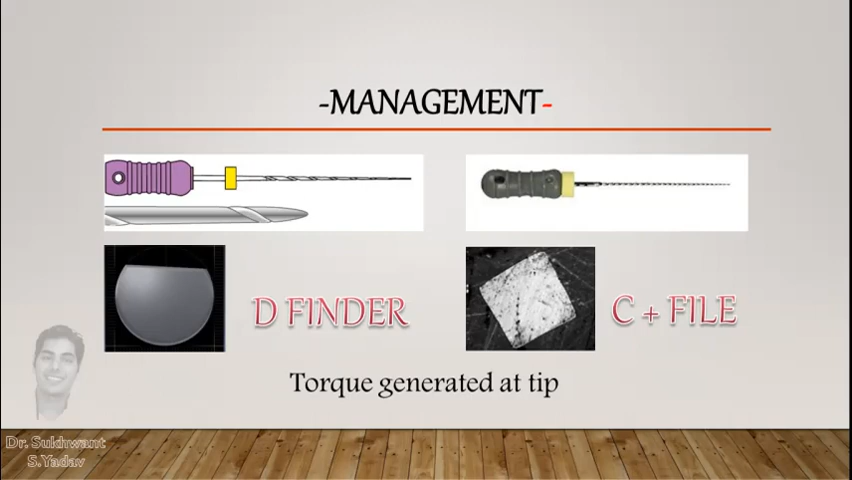 -MANAGEMENT-
D FINDER
C + FILE
Torque generated at tip
Dr. Sukhwant
S.Yadav